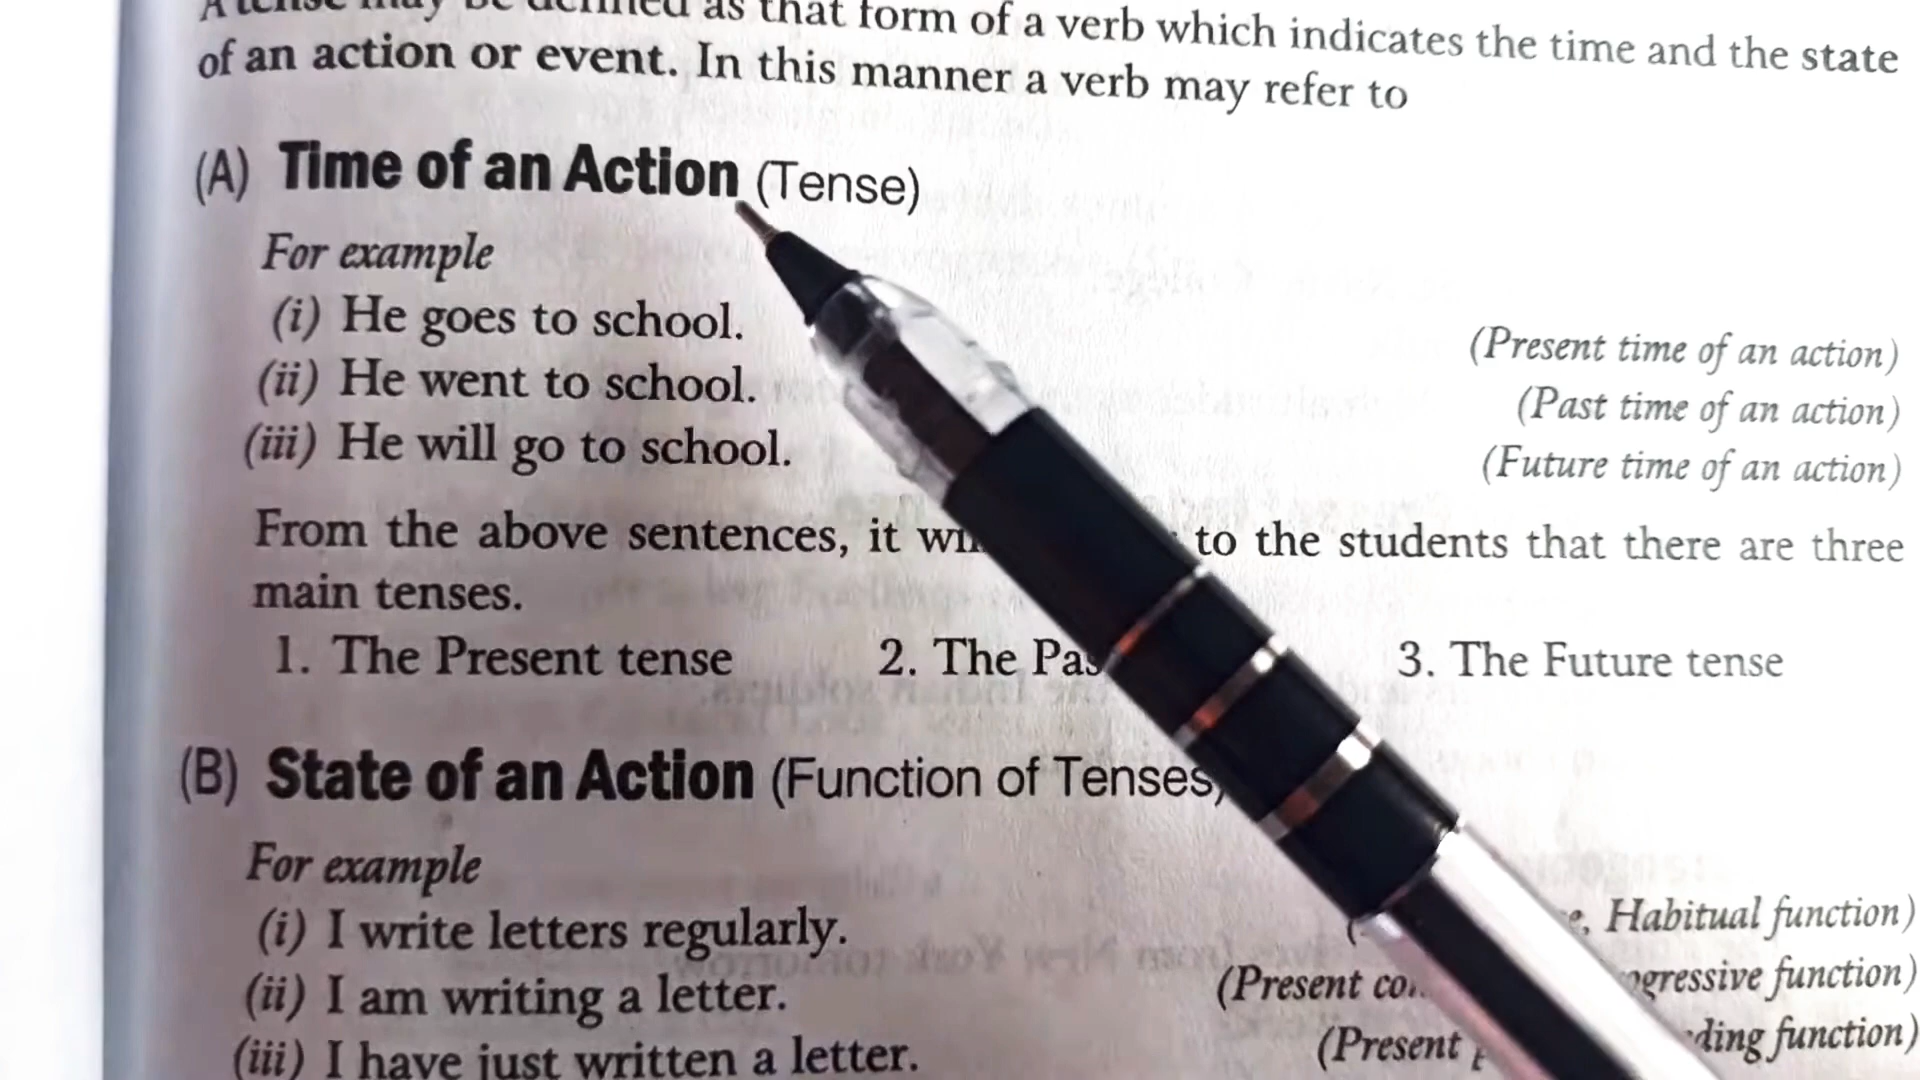 A tense may be defined as that form of a verb which indicates the time and the state
of an action or event. In this manner a verb may refer to
(A) Time of an Action (Tense)
For example
(i) He goes to school. (Present time of an action)
(ii) He went to school. (Past time of an action)
(iii) He will go to school. (Future time of an action)
From the above sentences, it to the students that there are three
main tenses.
1. The Present tense 2. The 3. The Future tense
(B) State of an Action (Function of Tenses)
For example
(i) I write letters regularly. Habitual function)
(ii) I am writing a letter. (Present function)
(iii) I have just written a letter. (Present function)